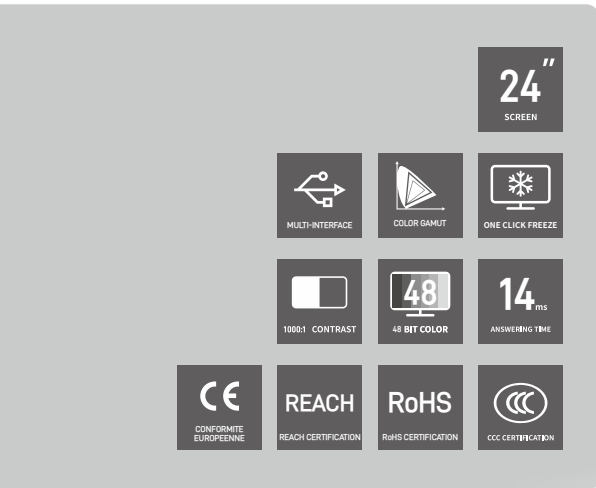 24″
SCREEN
MULTI-INTERFACE
COLOR GAMUT
ONE CLICK FREEZE
1000:1 CONTRAST
48
48 BIT COLOR
14ms
ANSWERING TIME
CE
CONFORMITE
EUROPEENNE
REACH
REACH CERTIFICATION
RoHS
RoHS CERTIFICATION
CCC
CCC CERTIFICATION